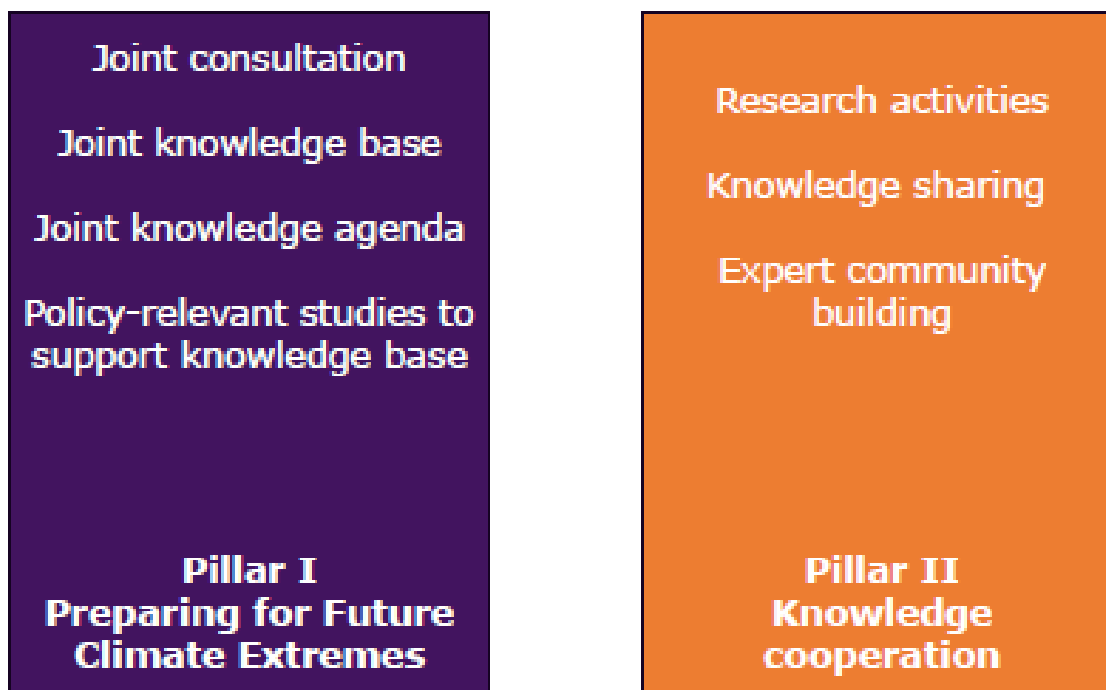 Joint consultation
Joint knowledge base
Joint knowledge agenda
Policy-relevant studies to
support knowledge base
Pillar I
Preparing for Future
Climate Extremes
Research activities
Knowledge sharing
Expert community
building
Pillar II
Knowledge
cooperation